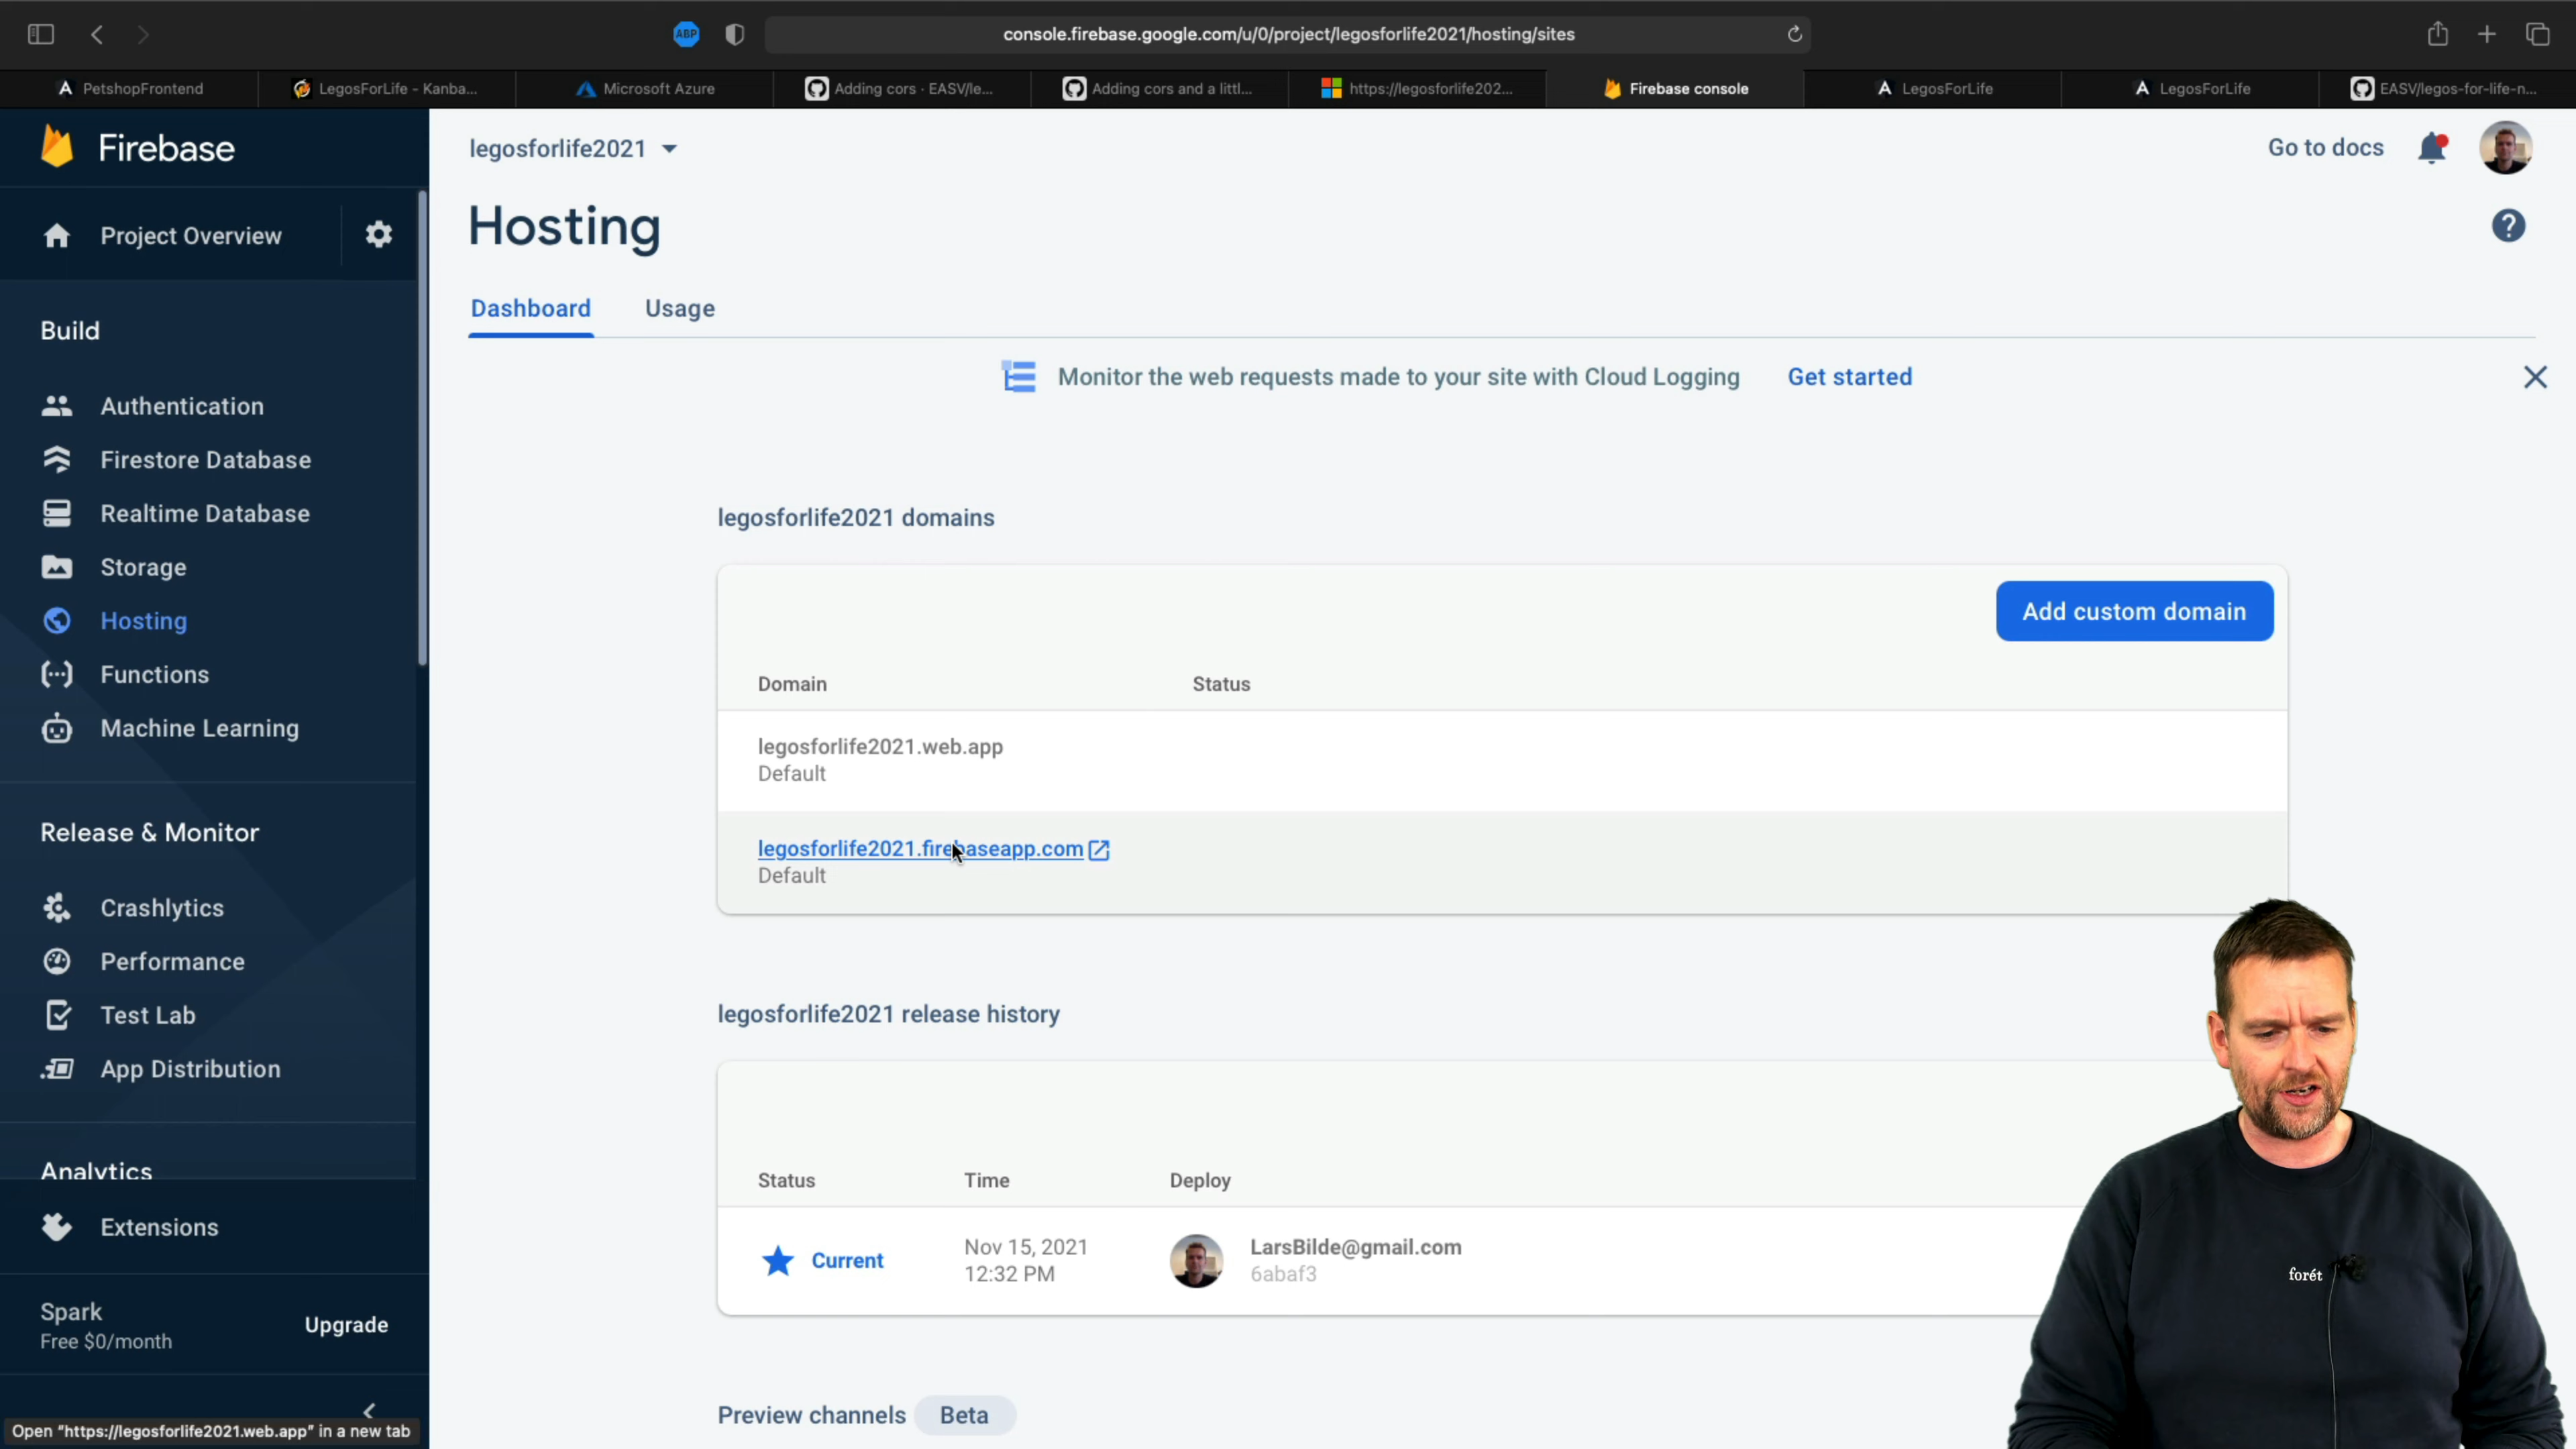 ABP
console.firebase.google.com/u/0/project/legosforlife2021/hosting/sites
PetshopFrontend
LegosForLife - Kanba...
Microsoft Azure
Adding cors · EASV/le...
Adding cors and a littl...
https://legosforlife202...
Firebase console
LegosForLife
LegosForLife
EASV/legos-for-life-n...
Firebase
legosforlife2021
Go to docs
Project Overview
Hosting
Dashboard
Usage
Build
Monitor the web requests made to your site with Cloud Logging
Get started
Authentication
Firestore Database
Realtime Database
Storage
Hosting
Functions
Machine Learning
legosforlife2021 domains
Add custom domain
Domain
Status
legosforlife2021.web.app
Default
legosforlife2021.firebaseapp.com
Default
Release & Monitor
Crashlytics
Performance
Test Lab
App Distribution
legosforlife2021 release history
Status
Time
Deploy
Current
Nov 15, 2021
12:32 PM
LarsBilde@gmail.com
6abaf3
Analytics
Extensions
Spark
Free $0/month
Upgrade
Preview channels
Beta
Open "https://legosforlife2021.web.app" in a new tab
forét